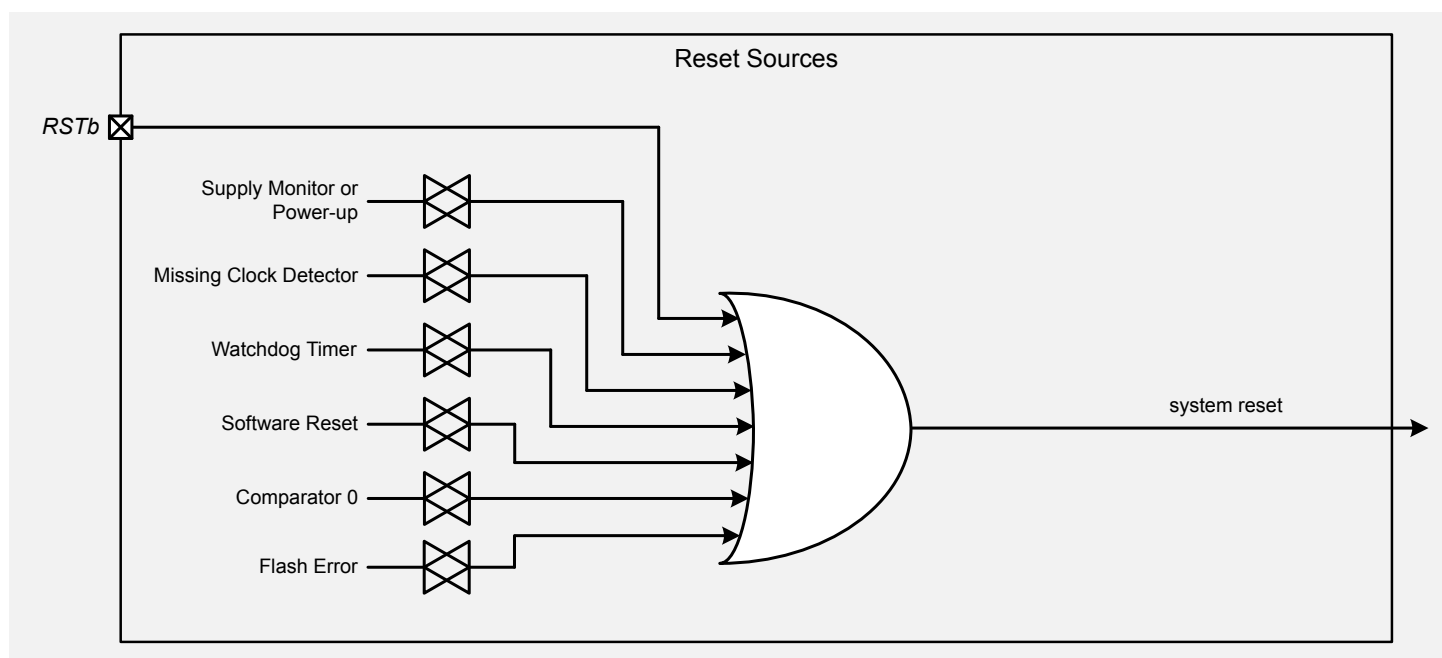 Reset Sources
RSTb
Supply Monitor or
Power-up
Missing Clock Detector
Watchdog Timer
Software Reset
Comparator 0
Flash Error
system reset